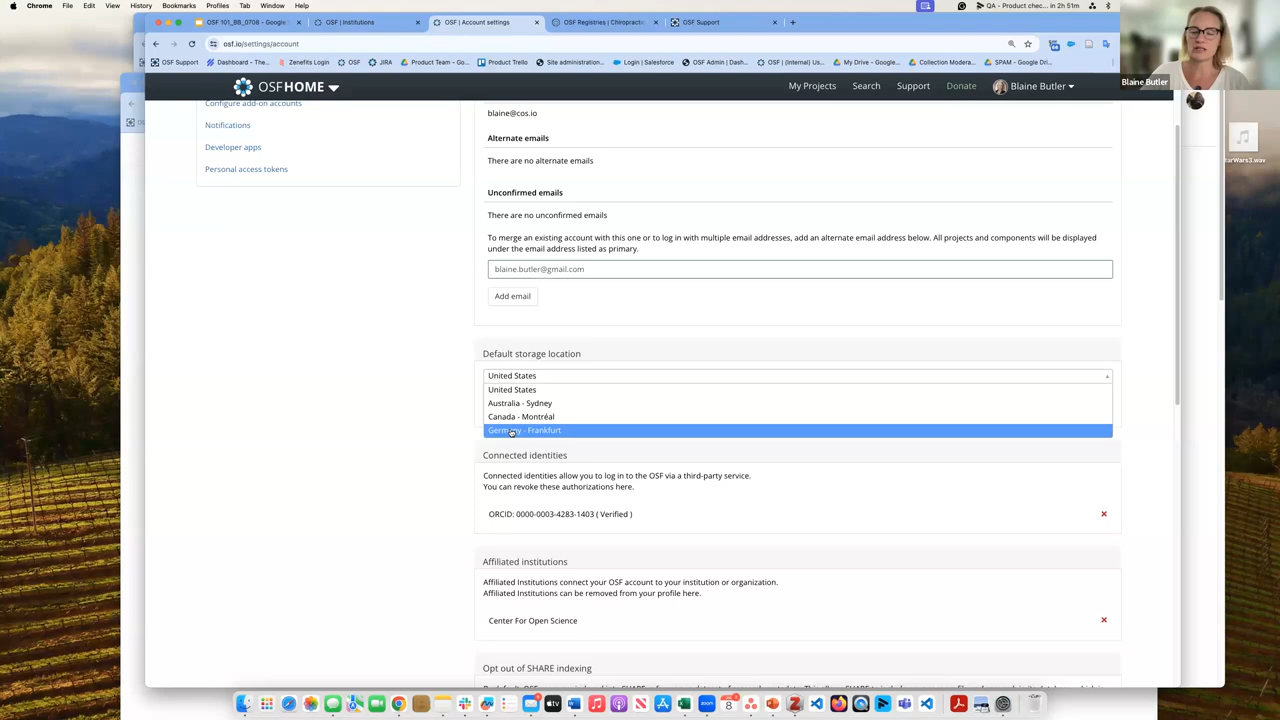 Chrome File Edit View History Bookmarks Profiles Tab Window Help
QA - Product chec... in 2h 51m
OSF 101_BB_0708 - Google
OSF | Institutions
OSF | Account settings
OSF Registries | Chiropractic
OSF Support
osf.io/settings/account
OSF Support
Dashboard - The...
Zenefits Login
OSF
JIRA
Product Team - Go...
Product Trello
Site administration...
Login | Salesforce
OSF Admin | Dash...
OSF | (Internal) Us...
My Drive - Google...
Collection Modera...
SPAM - Google Dri...
Blaine Butler
OSFHOME
My Projects
Search
Support
Donate
Blaine Butler
Configure add-on accounts
Notifications
Developer apps
Personal access tokens
blaine@cos.io
Alternate emails
There are no alternate emails
Unconfirmed emails
There are no unconfirmed emails
To merge an existing account with this one or to log in with multiple email addresses, add an alternate email address below. All projects and components will be displayed
under the email address listed as primary.
blaine.butler@gmail.com
Add email
Default storage location
United States
United States
Australia - Sydney
Canada - Montréal
Germany - Frankfurt
Connected identities
Connected identities allow you to log in to the OSF via a third-party service.
You can revoke these authorizations here.
ORCID: 0000-0003-4283-1403 ( Verified )
Affiliated institutions
Affiliated Institutions connect your OSF account to your institution or organization.
Affiliated Institutions can be removed from your profile here.
Center For Open Science
Opt out of SHARE indexing
tarWars3.wav